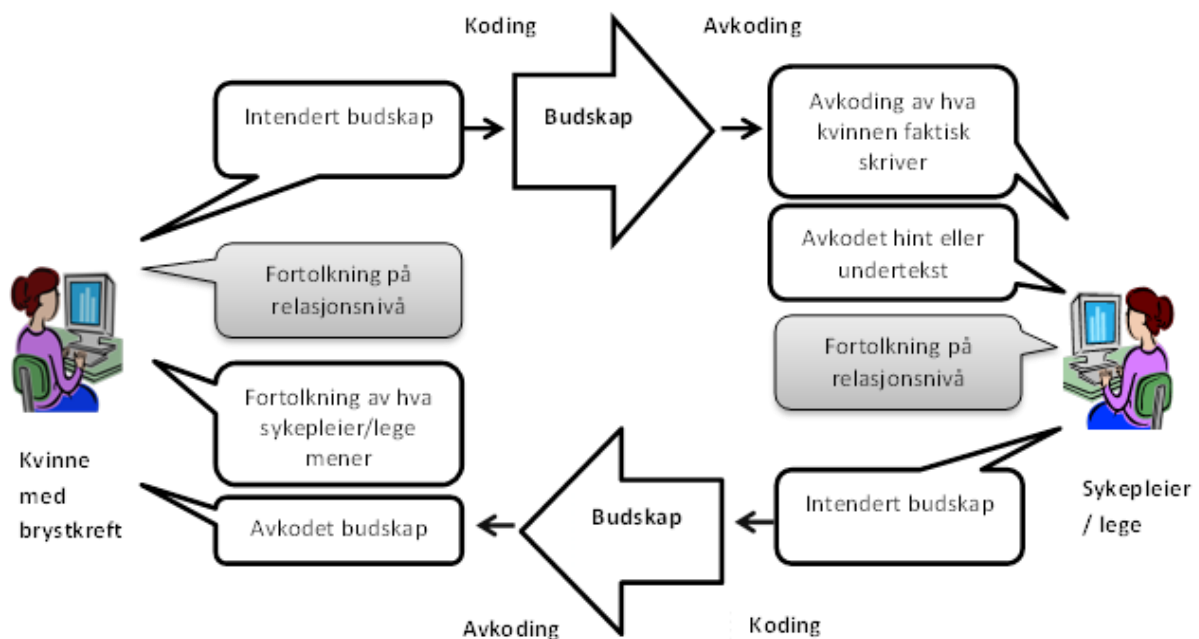 Koding
Avkoding
Intendert budskap
Budskap
Avkoding av hva
kvinnen faktisk
skriver
Avkodet hint eller
undertekst
Fortolkning på
relasjonsnivå
Fortolkning på
relasjonsnivå
Fortolkning av hva
sykepleier/lege
mener
Kvinne
med
brystkreft
Avkodet budskap
Budskap
Intendert budskap
Sykepleier
/ lege
Avkoding
Koding